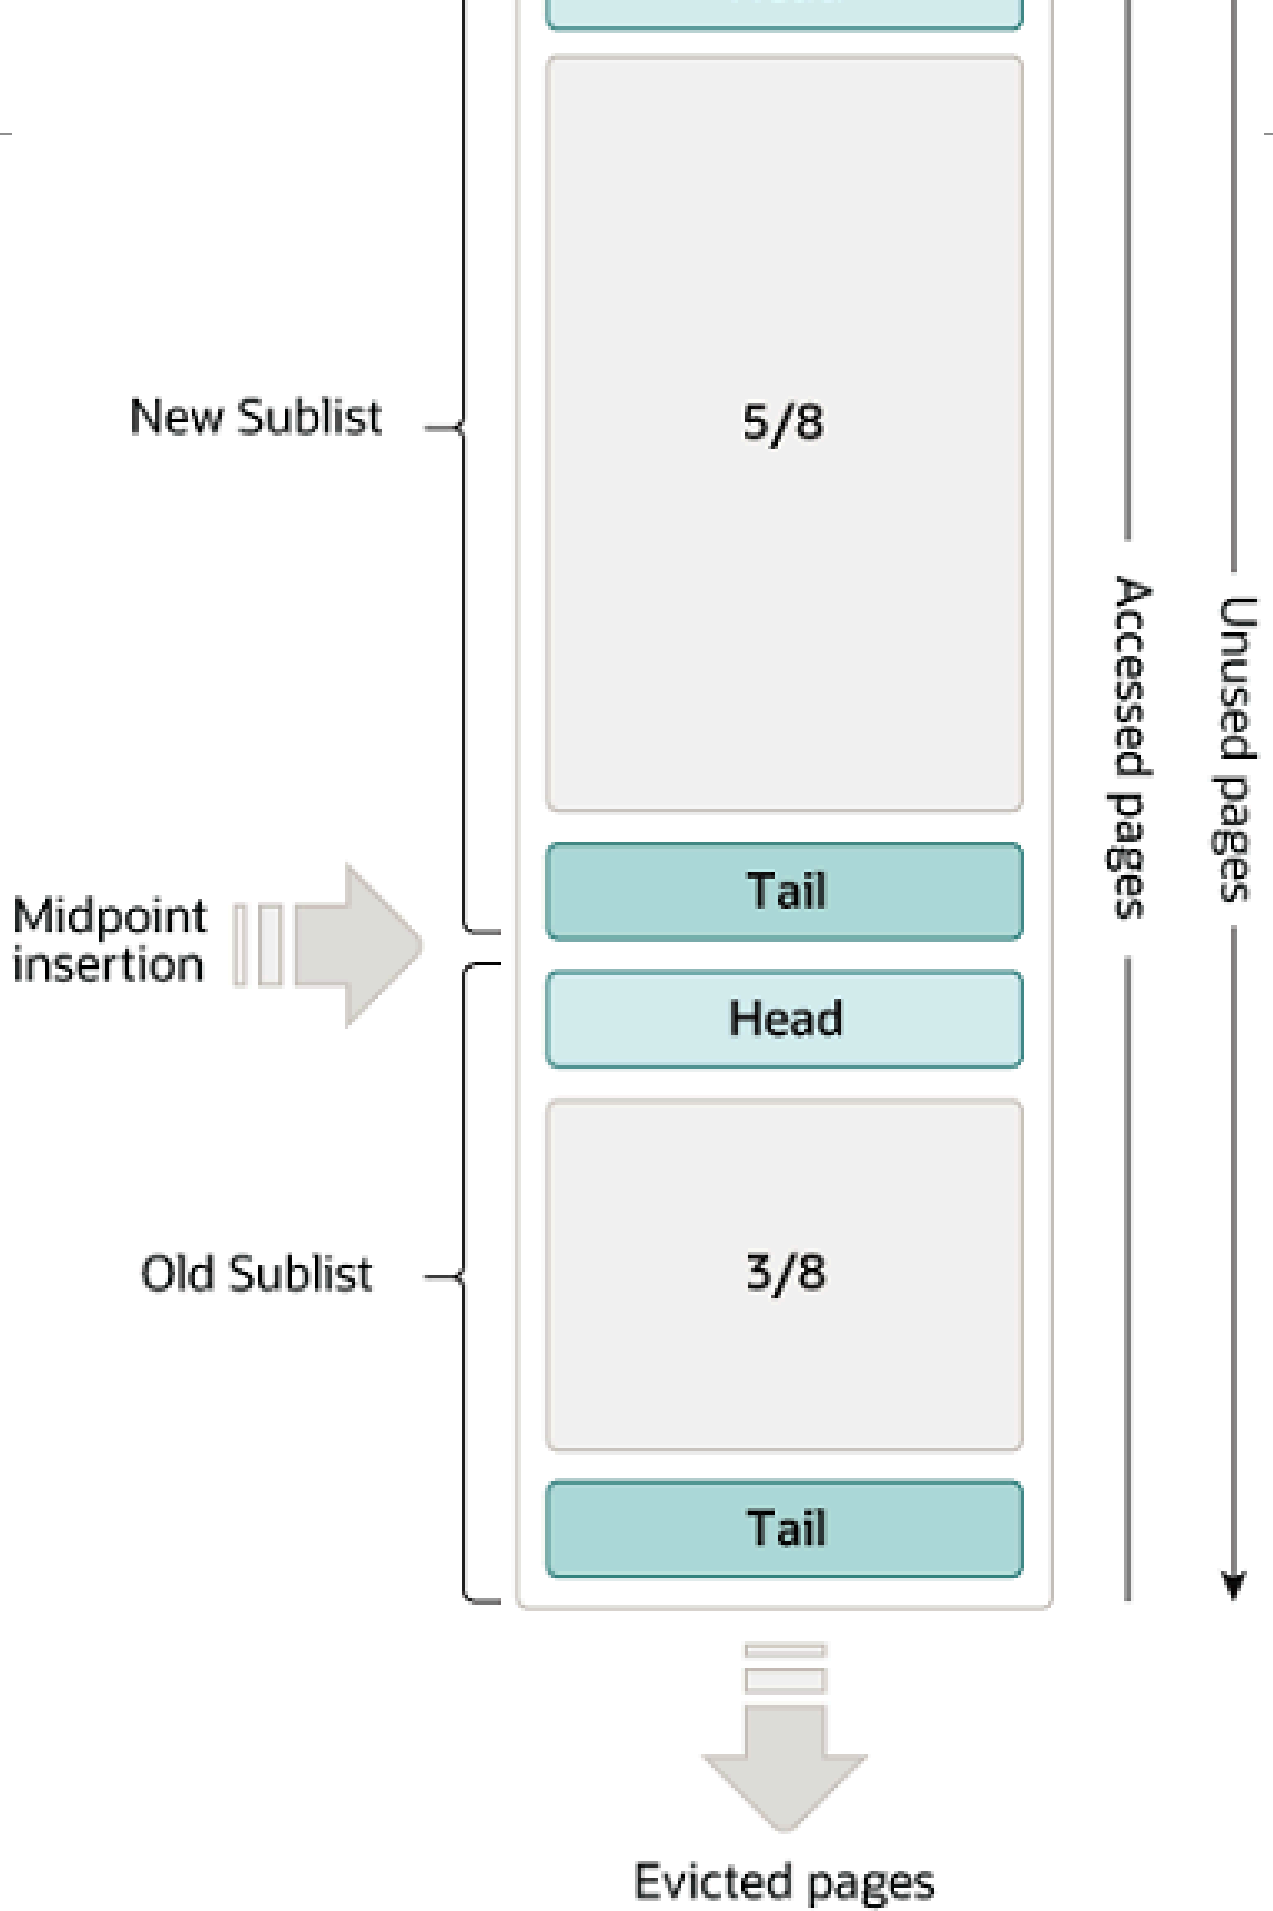 New Sublist
5/8
Accessed pages
Unused pages
Tail
Midpoint
insertion
Head
Old Sublist
3/8
Tail
Evicted pages